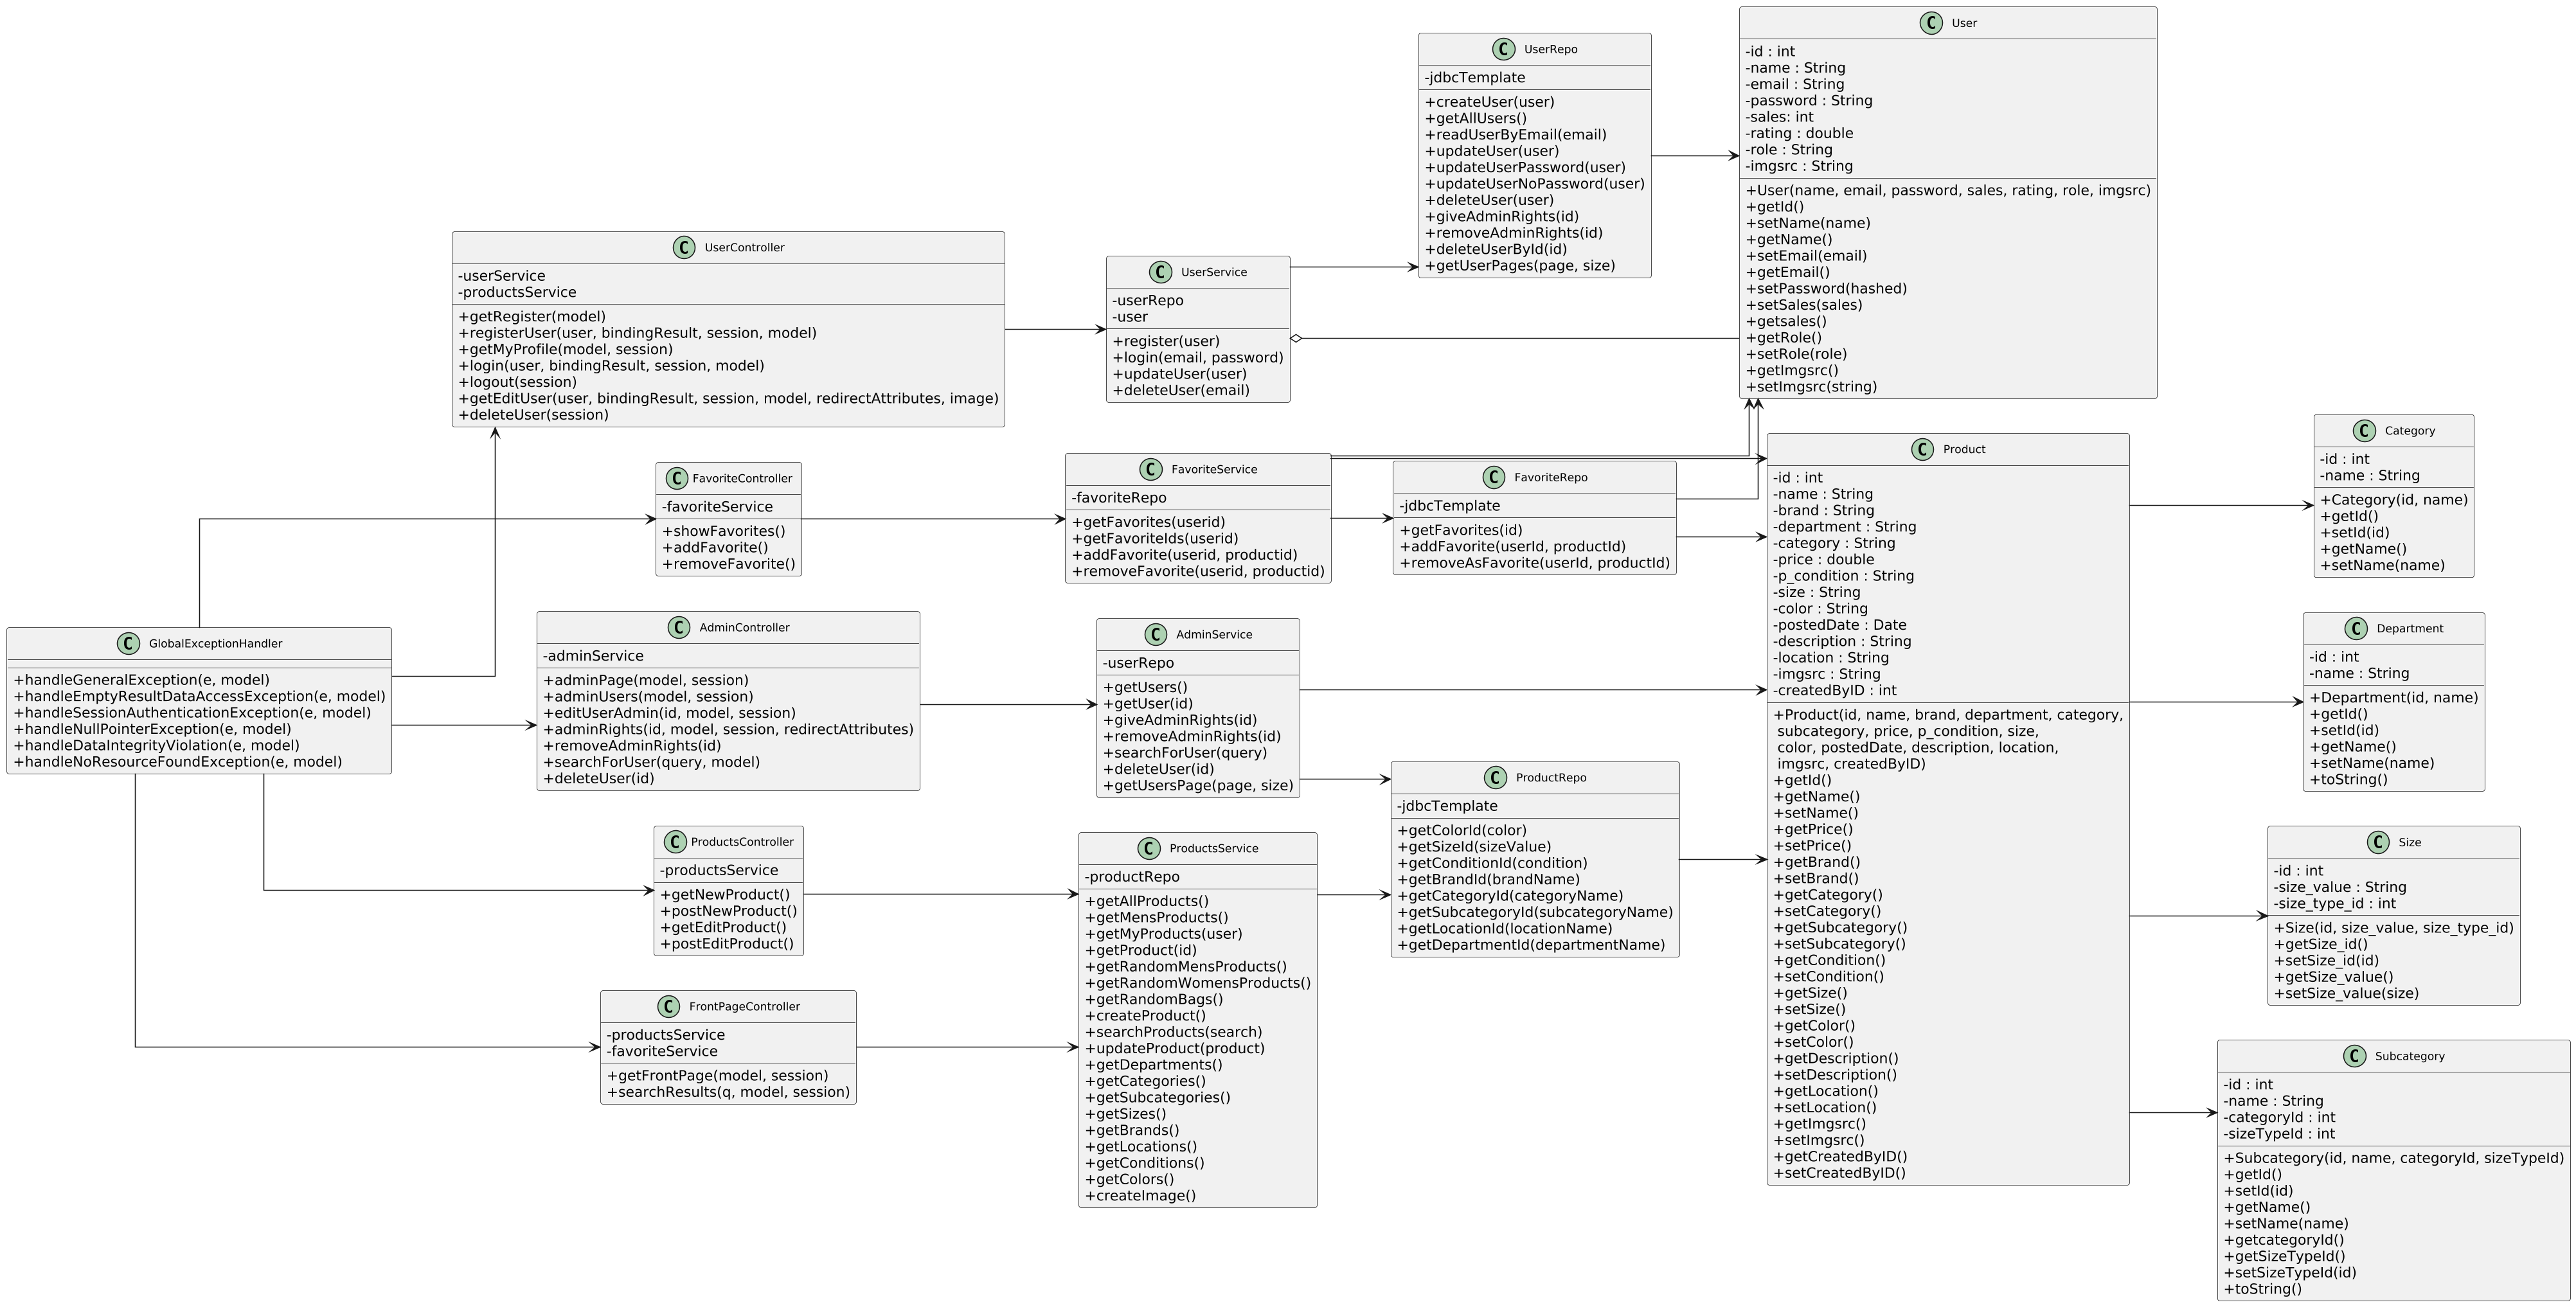 C GlobalExceptionHandler
+handleGeneralException(e, model)
+handleEmptyResultDataAccessException(e, model)
+handleSessionAuthenticationException(e, model)
+handleNullPointerException(e, model)
+handleDataIntegrityViolation(e, model)
+handleNoResourceFoundException(e, model)
C UserController
-userService
-productsService
+getRegister(model)
+registerUser(user, bindingResult, session, model)
+getMyProfile(model, session)
+login(user, bindingResult, session, model)
+logout(session)
+getEditUser(user, bindingResult, session, model, redirectAttributes, image)
+deleteUser(session)
C FavoriteController
-favoriteService
+showFavorites()
+addFavorite()
+removeFavorite()
C AdminController
-adminService
+adminPage(model, session)
+adminUsers(model, session)
+editUserAdmin(id, model, session)
+adminRights(id, model, session, redirectAttributes)
+removeAdminRights(id)
+searchForUser(query, model)
+deleteUser(id)
C ProductsController
-productsService
+getNewProduct()
+postNewProduct()
+getEditProduct()
+postEditProduct()
C FrontPageController
-productsService
-favoriteService
+getFrontPage(model, session)
+searchResults(q, model, session)
C UserService
-userRepo
-user
+register(user)
+login(email, password)
+updateUser(user)
+deleteUser(email)
C FavoriteService
-favoriteRepo
+getFavorites(userid)
+getFavoriteIds(userid)
+addFavorite(userid, productid)
+removeFavorite(userid, productid)
C AdminService
-userRepo
+getUsers()
+getUser(id)
+giveAdminRights(id)
+removeAdminRights(id)
+searchForUser(query)
+deleteUser(id)
+getUsersPage(page, size)
C ProductsService
-productRepo
+getAllProducts()
+getMensProducts()
+getMyProducts(user)
+getProduct(id)
+getRandomMensProducts()
+getRandomWomensProducts()
+getRandomBags()
+createProduct()
+searchProducts(search)
+updateProduct(product)
+getDepartments()
+getCategories()
+getSubcategories()
+getSizes()
+getBrands()
+getLocations()
+getConditions()
+getColors()
+createImage()
C UserRepo
-jdbcTemplate
+createUser(user)
+getAllUsers()
+readUserByEmail(email)
+updateUser(user)
+updateUserPassword(user)
+updateUserNoPassword(user)
+deleteUser(user)
+giveAdminRights(id)
+removeAdminRights(id)
+deleteUserById(id)
+getUserPages(page, size)
C FavoriteRepo
-jdbcTemplate
+getFavorites(id)
+addFavorite(userId, productId)
+removeAsFavorite(userId, productId)
C ProductRepo
-jdbcTemplate
+getColorId(color)
+getSizeId(sizeValue)
+getConditionId(condition)
+getBrandId(brandName)
+getCategoryId(categoryName)
+getSubcategoryId(subcategoryName)
+getLocationId(locationName)
+getDepartmentId(departmentName)
C User
-id : int
-name : String
-email : String
-password : String
-sales: int
-rating : double
-role : String
-imgsrc : String
+User(name, email, password, sales, rating, role, imgsrc)
+getId()
+setName(name)
+getName()
+setEmail(email)
+getEmail()
+setPassword(hashed)
+setSales(sales)
+getsales()
+getRole()
+setRole(role)
+getImgsrc()
+setImgsrc(string)
C Product
-id : int
-name : String
-brand : String
-department : String
-category : String
-price : double
-p_condition : String
-size : String
-color : String
-postedDate : Date
-description : String
-location : String
-imgsrc : String
-createdByID : int
+Product(id, name, brand, department, category,
subcategory, price, p_condition, size,
color, postedDate, description, location,
imgsrc, createdByID)
+getId()
+getName()
+setName()
+getPrice()
+setPrice()
+getBrand()
+setBrand()
+getCategory()
+setCategory()
+getSubcategory()
+setSubcategory()
+getCondition()
+setCondition()
+getSize()
+setSize()
+getColor()
+setColor()
+getDescription()
+setDescription()
+getLocation()
+setLocation()
+getImgsrc()
+setImgsrc()
+getCreatedByID()
+setCreatedByID()
C Category
-id : int
-name : String
+Category(id, name)
+getId()
+setId(id)
+getName()
+setName(name)
C Department
-id : int
-name : String
+Department(id, name)
+getId()
+setId(id)
+getName()
+setName(name)
+toString()
C Size
-id : int
-size_value : String
-size_type_id : int
+Size(id, size_value, size_type_id)
+getSize_id()
+setSize_id(id)
+getSize_value()
+setSize_value(size)
C Subcategory
-id : int
-name : String
-categoryId : int
-sizeTypeId : int
+Subcategory(id, name, categoryId, sizeTypeId)
+getId()
+setId(id)
+getName()
+setName(name)
+getcategoryId()
+getSizeTypeId()
+setSizeTypeId(id)
+toString()